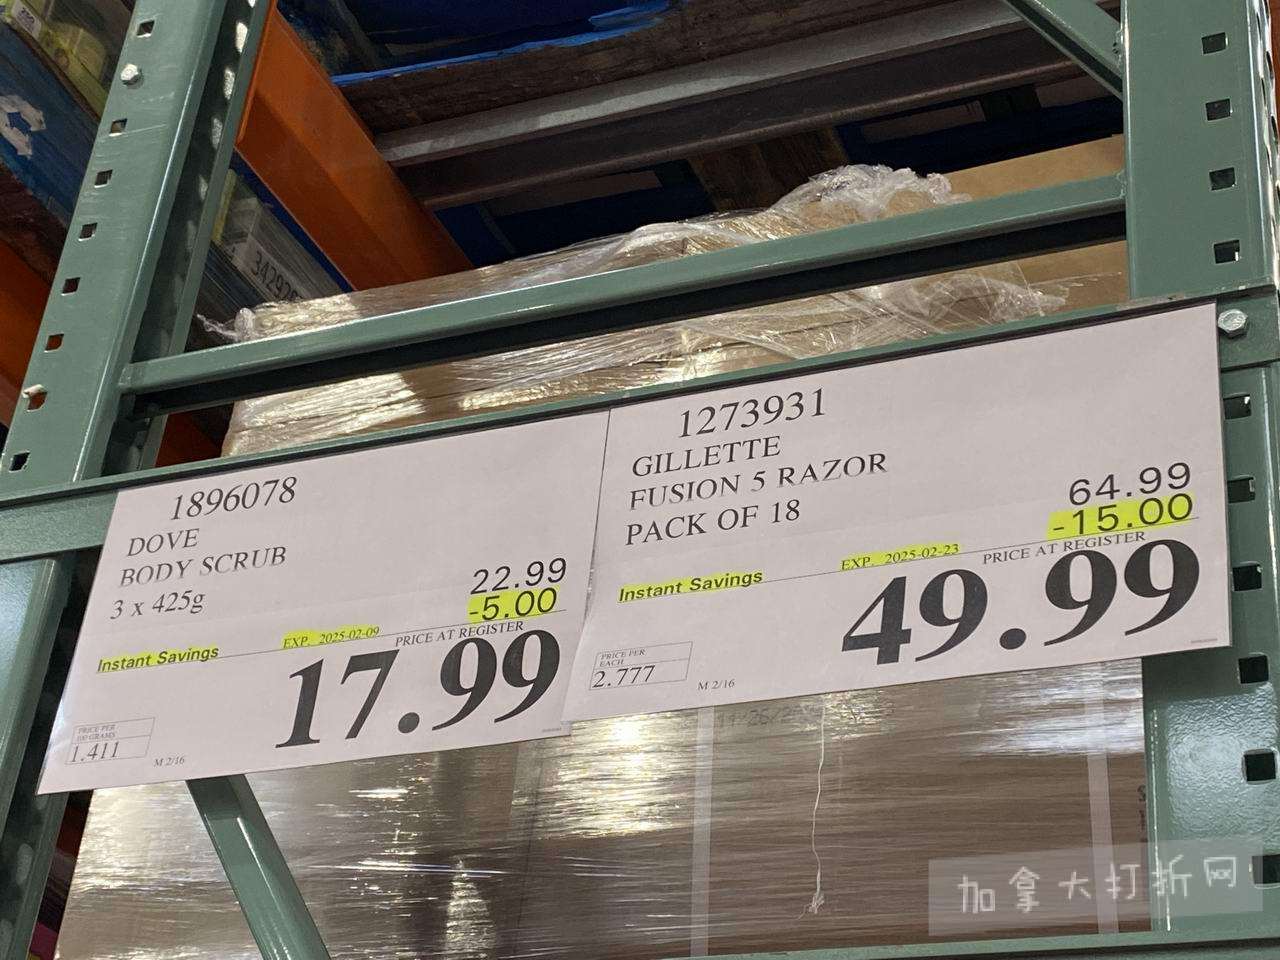 1896078
DOVE
BODY SCRUB
3 x 425g
22.99
-5.00
Instant Savings
EXP. 2025-02-09
PRICE AT REGISTER
17.99
PRICE PER
100 GRAMS
1.411
M 2/16
1273931
GILLETTE
FUSION 5 RAZOR
PACK OF 18
64.99
-15.00
Instant Savings
EXP. 2025-02-23
PRICE AT REGISTER
49.99
PRICE PER
EACH
2.777
M 2/16
加拿大打折网